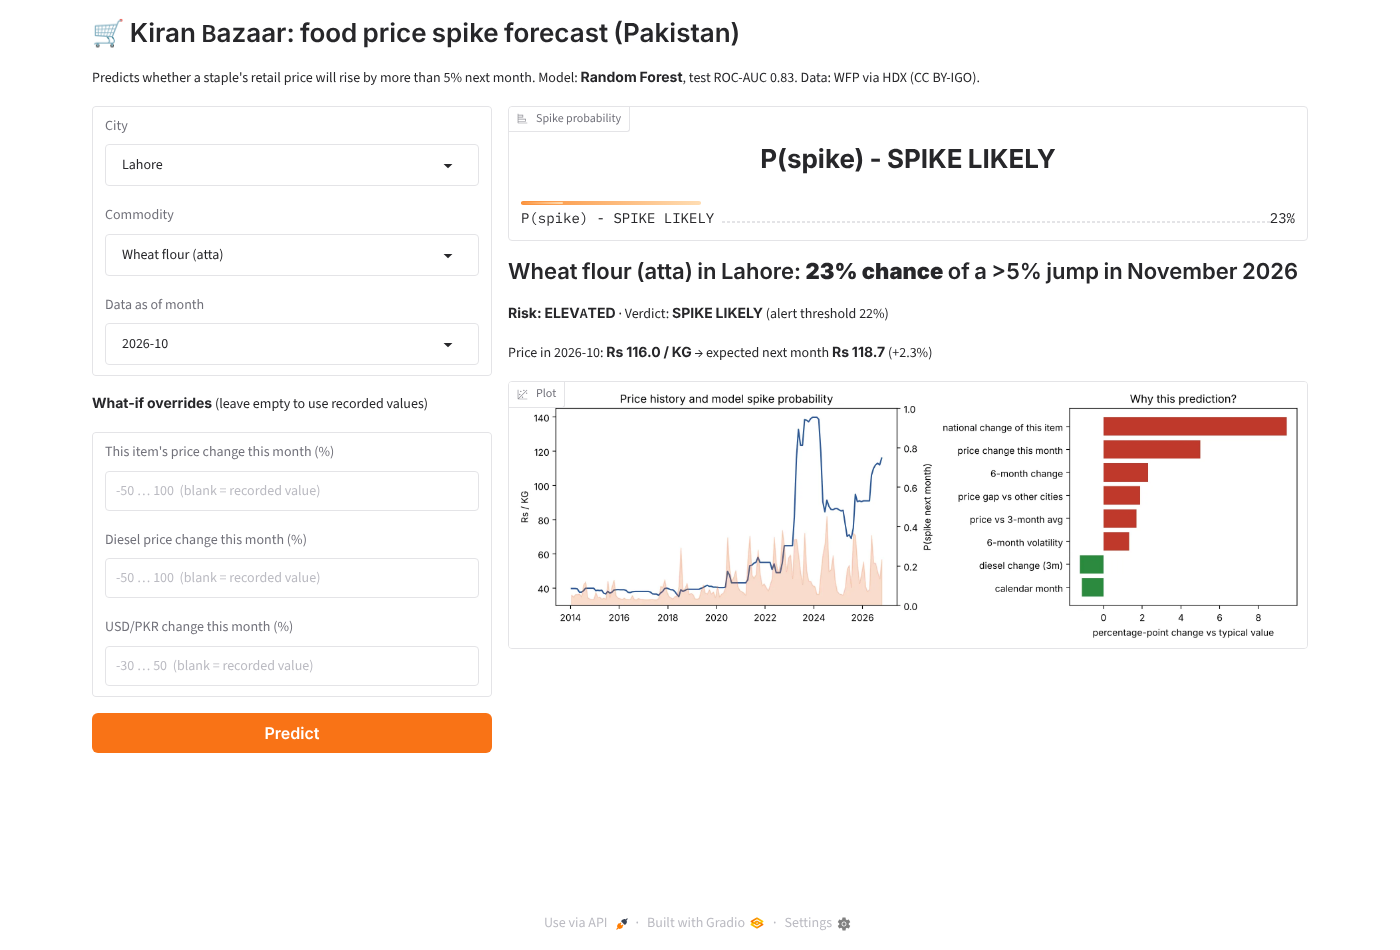 🛒 Kiran Bazaar: food price spike forecast (Pakistan)
Predicts whether a staple's retail price will rise by more than 5% next month. Model: Random Forest, test ROC-AUC 0.83. Data: WFP via HDX (CC BY-IGO).
City
Lahore
Commodity
Wheat flour (atta)
Data as of month
2026-10
What-if overrides (leave empty to use recorded values)
This item's price change this month (%)
-50 … 100 (blank = recorded value)
Diesel price change this month (%)
-50 … 100 (blank = recorded value)
USD/PKR change this month (%)
-30 … 50 (blank = recorded value)
Predict
Spike probability
P(spike) - SPIKE LIKELY
P(spike) - SPIKE LIKELY 23%
Wheat flour (atta) in Lahore: 23% chance of a >5% jump in November 2026
Risk: ELEVATED · Verdict: SPIKE LIKELY (alert threshold 22%)
Price in 2026-10: Rs 116.0 / KG → expected next month Rs 118.7 (+2.3%)
Plot
Price history and model spike probability
Rs / KG
140
120
100
80
60
40
2014 2016 2018 2020 2022 2024 2026
1.0
0.8
0.6
0.4
0.2
0.0
P(spike next month)
Why this prediction?
national change of this item
price change this month
6-month change
price gap vs other cities
price vs 3-month avg
6-month volatility
diesel change (3m)
calendar month
0 2 4 6 8
percentage-point change vs typical value
Use via API · Built with Gradio · Settings